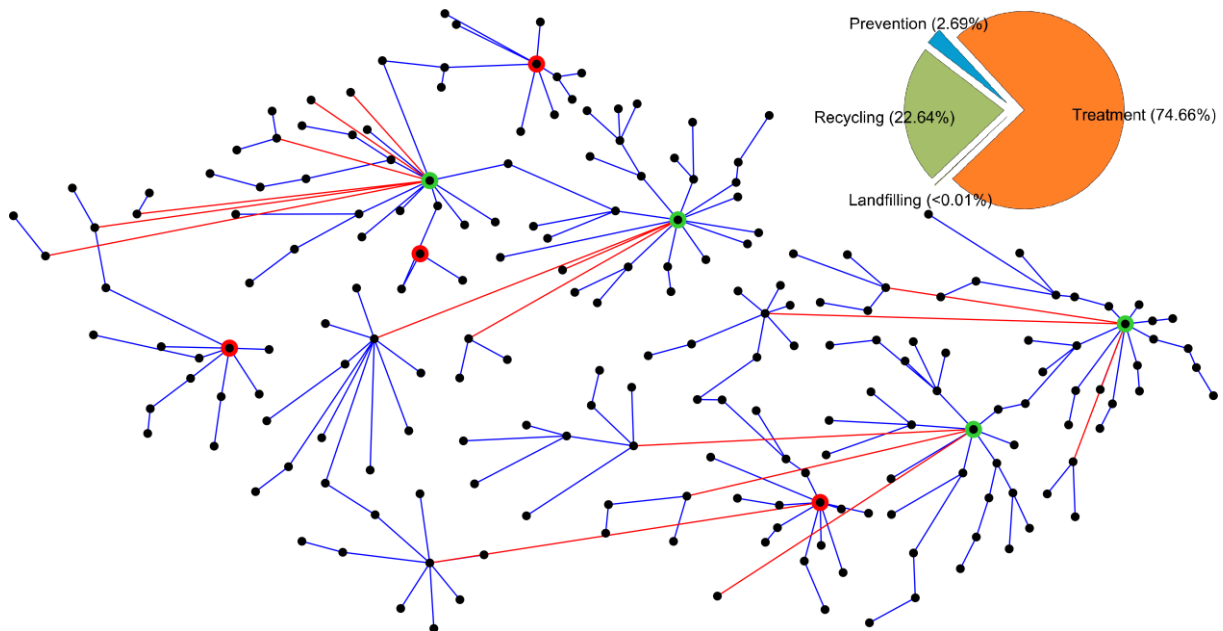 Prevention (2.69%)
Recycling (22.64%)
Treatment (74.66%)
Landfilling (<0.01%)